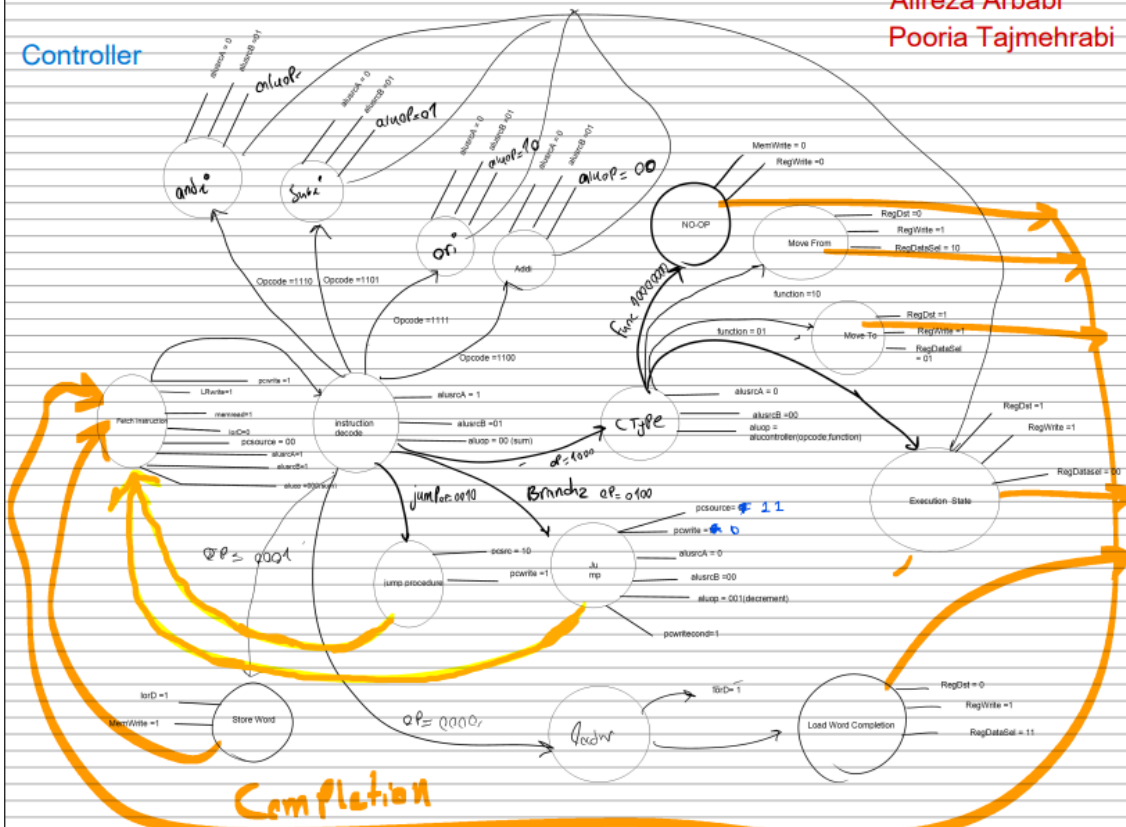 Alireza Arbabi
Pooria Tajmehrabi
Controller
alusrcA = 0
alusrcB =01
aluop=
andi
alusrcA = 0
alusrcB =01
aluop=01
Subi
alusrcA = 0
alusrcB =01
aluop=10
ori
alusrcA = 0
alusrcB =01
aluop= 00
Addi
MemWrite = 0
RegWrite =0
NO-OP
RegDst =0
RegWrite =1
RegDataSel = 10
Move From
Opcode =1110
Opcode =1101
Opcode =1111
Opcode =1100
func
function =10
function = 01
RegDst =1
RegWrite =1
RegDataSel
= 01
Move To
pcwrite =1
I,Rwrite=1
memread=1
IorD=0
pcsource = 00
alusrcA=1
alusrcB=1
Fetch Instruction
instruction
decode
alusrcA = 1
alusrcB =01
aluop = 00 (sum)
OP=1000
C Type
alusrcA = 0
alusrcB =00
aluop =
alucontroller(opcode,function)
RegDst =1
RegWrite =1
RegDatasel = 00
Execution State
jump OP=0010
Branchz OP=0100
OP= 0001
pcsrc = 10
pcwrite =1
jump procedure
pcsource= 11
pcwrite = 0
alusrcA = 0
alusrcB =00
aluop = 001(decrement)
pcwritecond=1
Ju
mp
IorD =1
MemWrite =1
Store Word
OP= 0000
loadw
IorD= 1
Load Word Completion
RegDst = 0
RegWrite =1
RegDataSel = 11
Completion